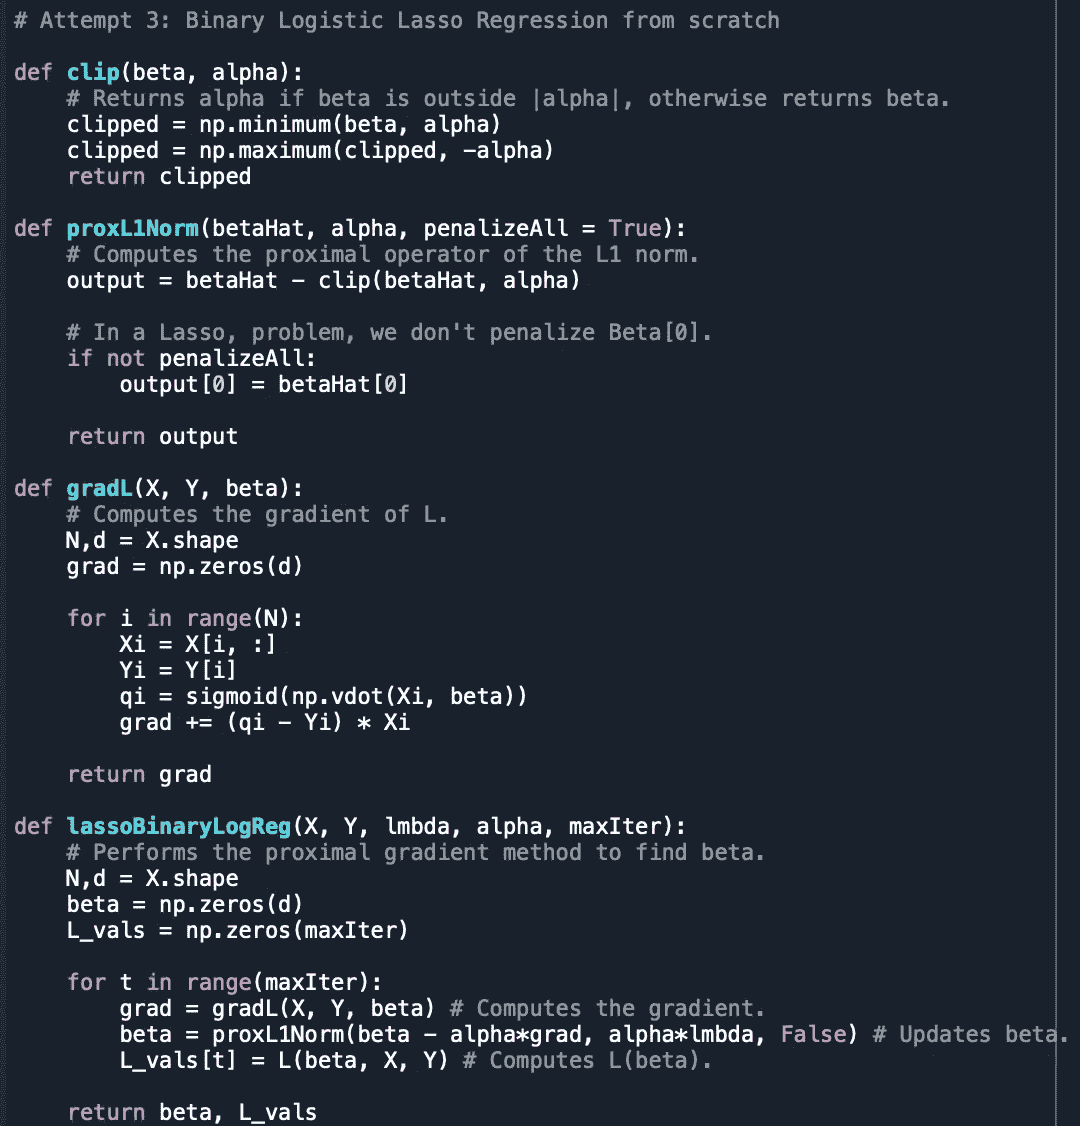 # Attempt 3: Binary Logistic Lasso Regression from scratch
def clip(beta, alpha):
    # Returns alpha if beta is outside |alpha|, otherwise returns beta.
    clipped = np.minimum(beta, alpha)
    clipped = np.maximum(clipped, -alpha)
    return clipped
def proxL1Norm(betaHat, alpha, penalizeAll = True):
    # Computes the proximal operator of the L1 norm.
    output = betaHat - clip(betaHat, alpha)
    # In a Lasso, problem, we don't penalize Beta[0].
    if not penalizeAll:
        output[0] = betaHat[0]
    return output
def gradL(X, Y, beta):
    # Computes the gradient of L.
    N,d = X.shape
    grad = np.zeros(d)
    for i in range(N):
        Xi = X[i, :]
        Yi = Y[i]
        qi = sigmoid(np.vdot(Xi, beta))
        grad += (qi - Yi) * Xi
    return grad
def lassoBinaryLogReg(X, Y, lmbda, alpha, maxIter):
    # Performs the proximal gradient method to find beta.
    N,d = X.shape
    beta = np.zeros(d)
    L_vals = np.zeros(maxIter)
    for t in range(maxIter):
        grad = gradL(X, Y, beta) # Computes the gradient.
        beta = proxL1Norm(beta - alpha*grad, alpha*lmbda, False) # Updates beta.
        L_vals[t] = L(beta, X, Y) # Computes L(beta).
    return beta, L_vals